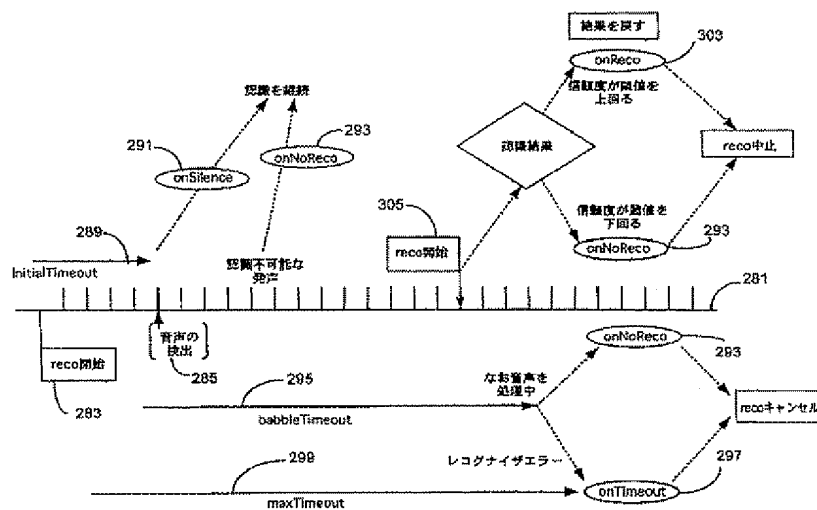 結果を戻す
303
onReco
信頼度が閾値を
上回る
認識を継続
291
onSilence
293
onNoReco
認識結果
reco中止
305
信頼度が閾値を
下回る
289
reco開始
onNoReco
293
InitialTimeout
認識不可能な
発声
281
音声の
検出
reco開始
285
283
onNoReco
293
295
なお音声を
処理中
babbleTimeout
recoキャンセル
299
レコグナイザエラー
297
onTimeout
maxTimeout